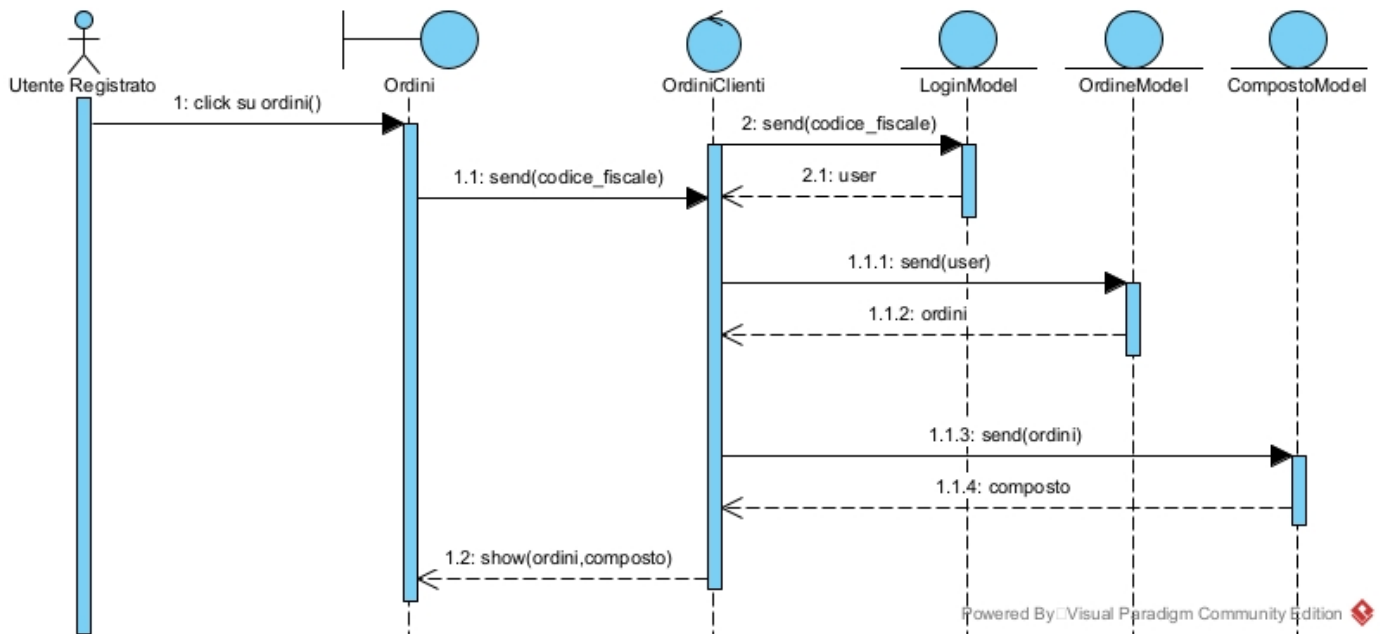 Utente Registrato
Ordini
OrdiniClienti
LoginModel
OrdineModel
CompostoModel
1: click su ordini()
2: send(codice_fiscale)
1.1: send(codice_fiscale)
2.1: user
1.1.1: send(user)
1.1.2: ordini
1.1.3: send(ordini)
1.1.4: composto
1.2: show(ordini,composto)
Powered By Visual Paradigm Community Edition